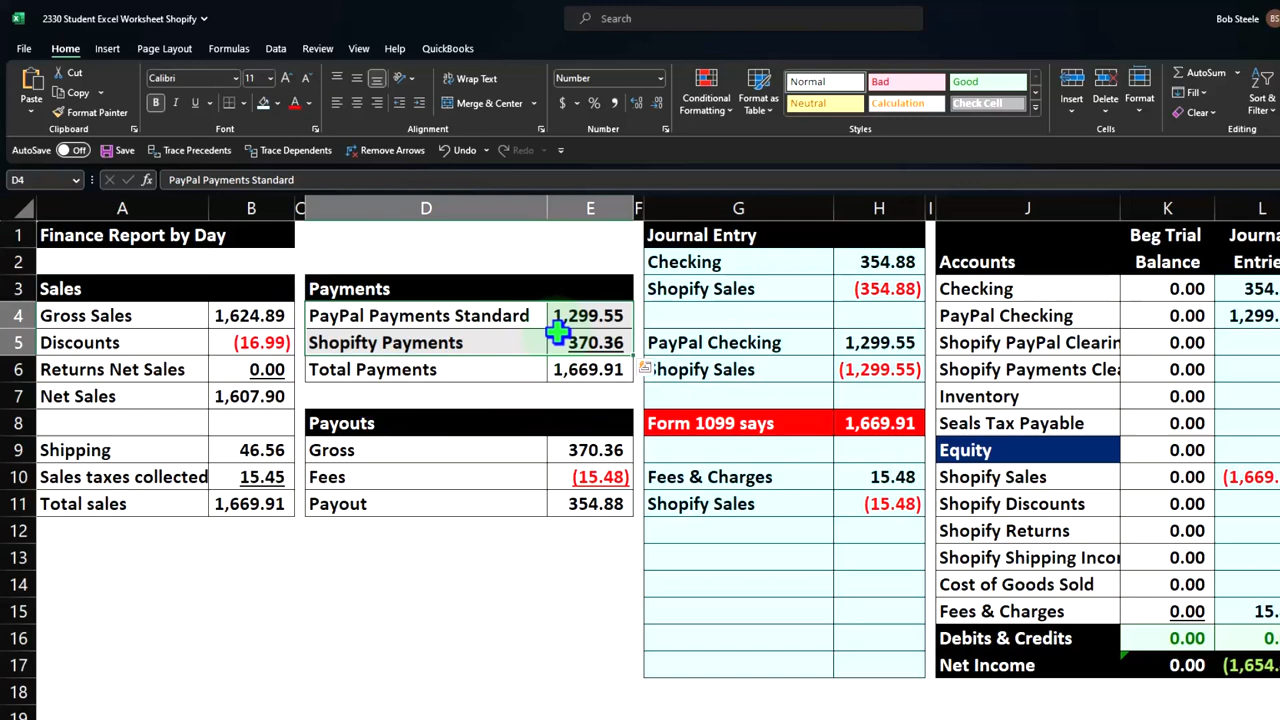 2330 Student Excel Worksheet Shopify
Search
Bob Steele
BS
File Home Insert Page Layout Formulas Data Review View Help QuickBooks
Paste
Cut
Copy
Format Painter
Clipboard
Calibri 11
Font
Wrap Text
Merge & Center
Alignment
Number
Number
Conditional Formatting
Format as Table
Normal Bad Good
Neutral Calculation Check Cell
Styles
Insert Delete Format
Cells
AutoSum
Fill
Clear
Sort & Filter
Editing
AutoSave Off Save Trace Precedents Trace Dependents Remove Arrows Undo Redo
D4 fx PayPal Payments Standard
A B C D E F G H I J K L
1 Finance Report by Day Journal Entry Beg Trial Journa
2 Checking 354.88 Accounts Balance Entrie
3 Sales Payments Shopify Sales (354.88) Checking 0.00 354.
4 Gross Sales 1,624.89 PayPal Payments Standard 1,299.55 PayPal Checking 0.00 1,299.
5 Discounts (16.99) Shopifty Payments 370.36 PayPal Checking 1,299.55 Shopify PayPal Clearin 0.00
6 Returns Net Sales 0.00 Total Payments 1,669.91 Shopify Sales (1,299.55) Shopify Payments Clea 0.00
7 Net Sales 1,607.90 Inventory 0.00
8 Payouts Form 1099 says 1,669.91 Seals Tax Payable 0.00
9 Shipping 46.56 Gross 370.36 Equity 0.00
10 Sales taxes collected 15.45 Fees (15.48) Fees & Charges 15.48 Shopify Sales 0.00 (1,669.
11 Total sales 1,669.91 Payout 354.88 Shopify Sales (15.48) Shopify Discounts 0.00
12 Shopify Returns 0.00
13 Shopify Shipping Incor 0.00
14 Cost of Goods Sold 0.00
15 Fees & Charges 0.00 15.
16 Debits & Credits 0.00 0.
17 Net Income 0.00 (1,654.
18
19